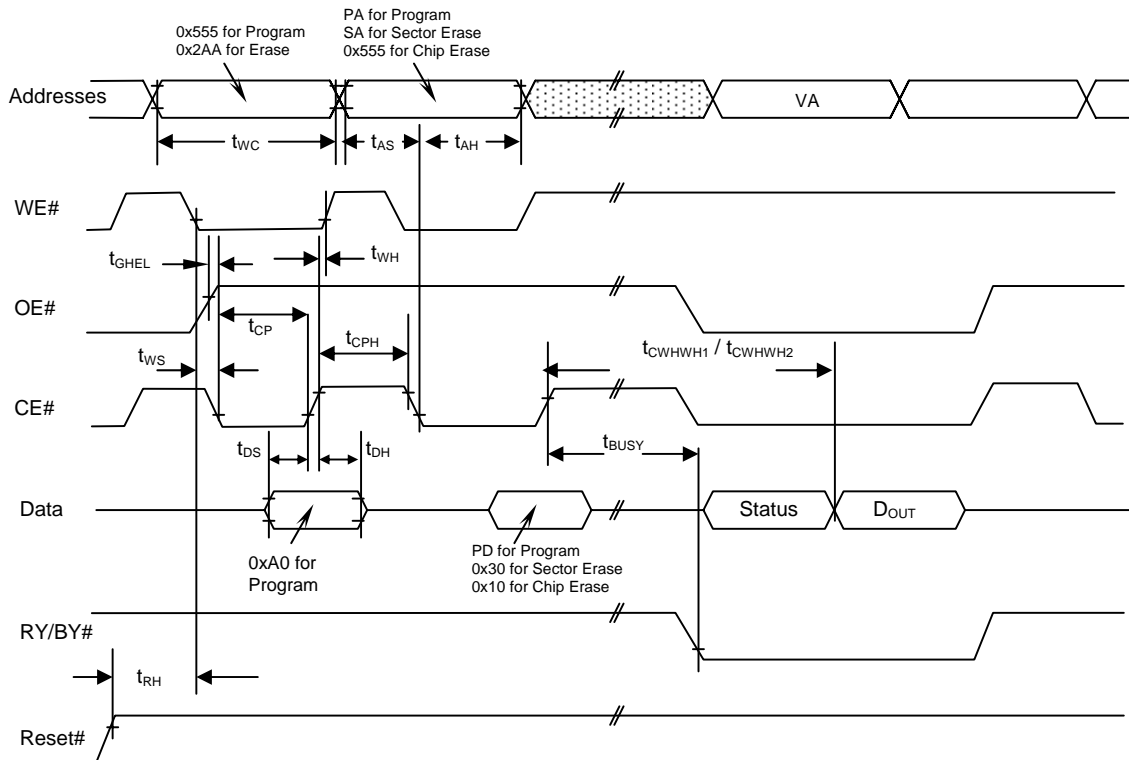 0x555 for Program
0x2AA for Erase
PA for Program
SA for Sector Erase
0x555 for Chip Erase
Addresses
VA
tWC
tAS
tAH
WE#
tGHEL
tWH
OE#
tCP
tCPH
tWS
tCWHWH1 / tCWHWH2
CE#
tDS
tDH
tBUSY
Data
Status
DOUT
0xA0 for
Program
PD for Program
0x30 for Sector Erase
0x10 for Chip Erase
RY/BY#
tRH
Reset#